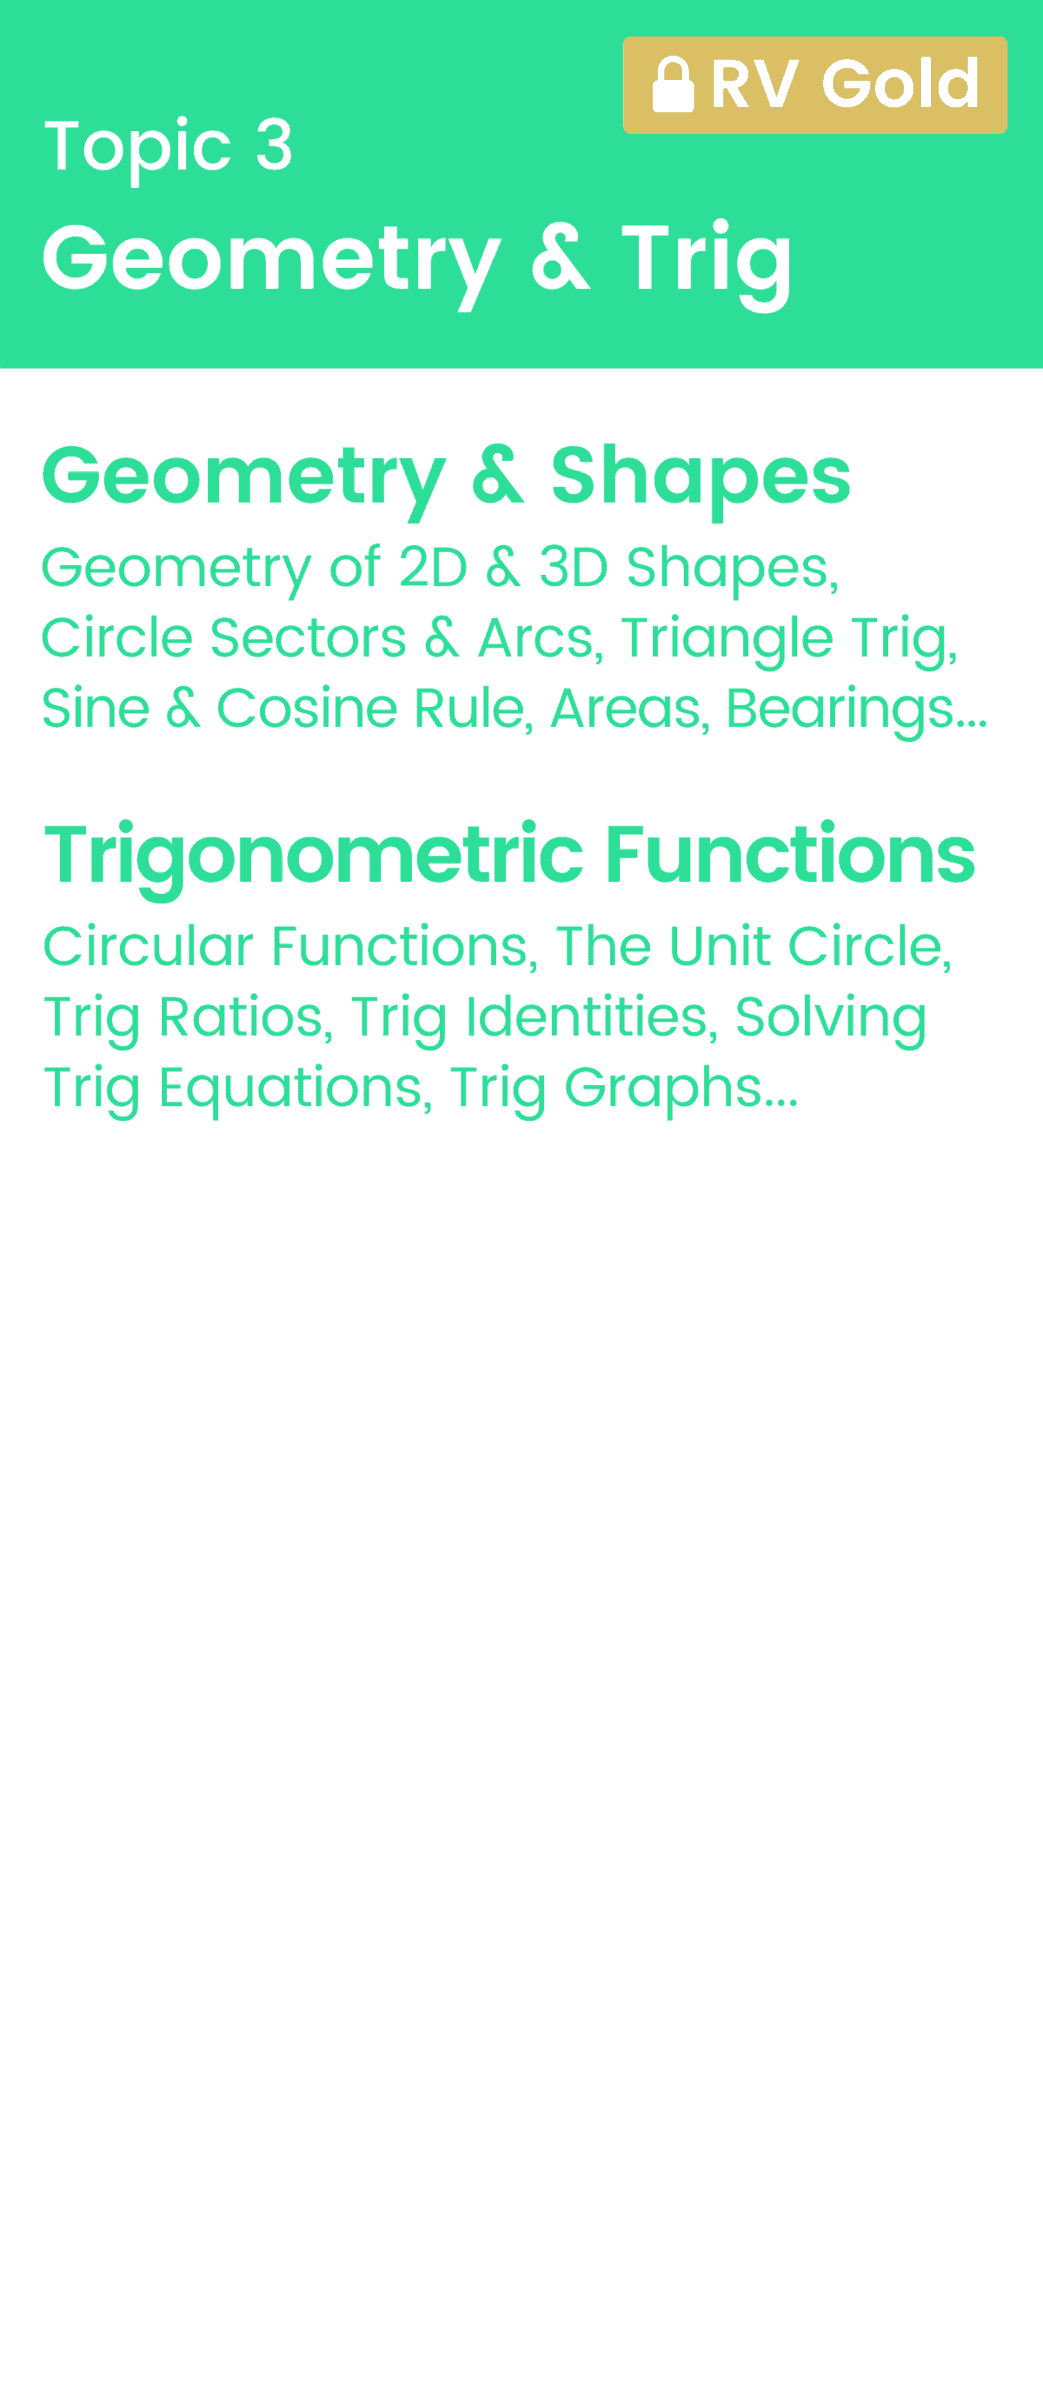 RV Gold
Topic 3
Geometry & Trig
Geometry & Shapes
Geometry of 2D & 3D Shapes,
Circle Sectors & Arcs, Triangle Trig,
Sine & Cosine Rule, Areas, Bearings...
Trigonometric Functions
Circular Functions, The Unit Circle,
Trig Ratios, Trig Identities, Solving
Trig Equations, Trig Graphs...